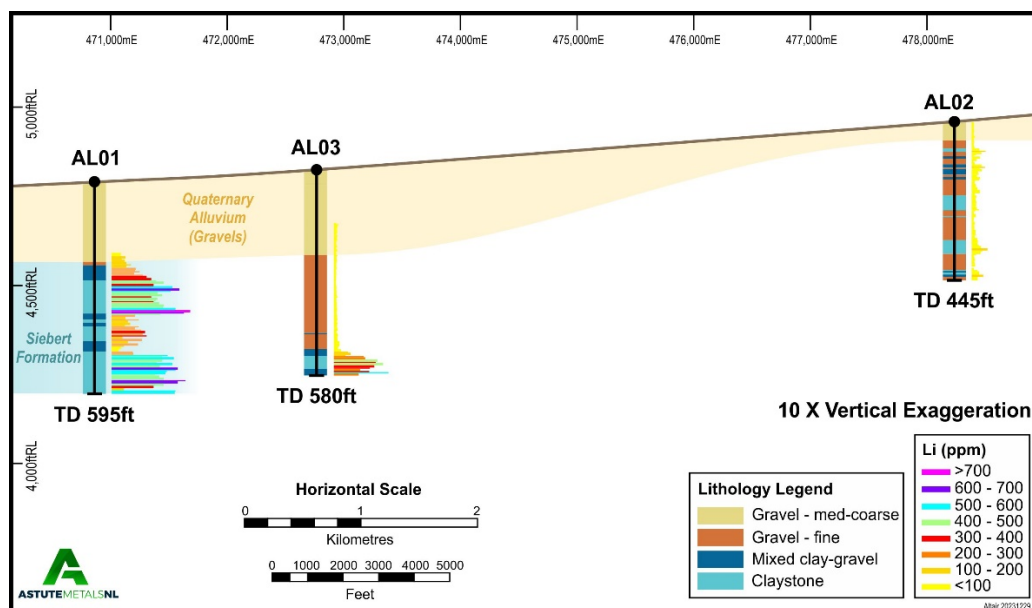 471,000mE
472,000mE
473,000mE
474,000mE
475,000mE
476,000mE
477,000mE
478,000mE
5,000ftRL
4,500ftRL
4,000ftRL
AL01
AL03
AL02
Quaternary
Alluvium
(Gravels)
Siebert
Formation
TD 595ft
TD 580ft
TD 445ft
10 X Vertical Exaggeration
Horizontal Scale
0 1 2
Kilometres
0 1000 2000 3000 4000 5000
Feet
Lithology Legend
Gravel - med-coarse
Gravel - fine
Mixed clay-gravel
Claystone
Li (ppm)
>700
600 - 700
500 - 600
400 - 500
300 - 400
200 - 300
100 - 200
<100
ASTUTEMETALSNL
Altair 20231229